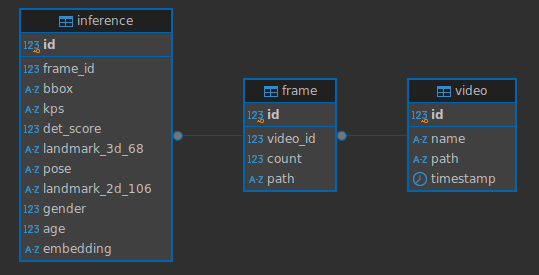 inference
123 id
123 frame_id
A-Z bbox
A-Z kps
123 det_score
A-Z landmark_3d_68
A-Z pose
A-Z landmark_2d_106
123 gender
123 age
A-Z embedding
frame
123 id
123 video_id
123 count
123 path
video
123 id
A-Z name
A-Z path
timestamp